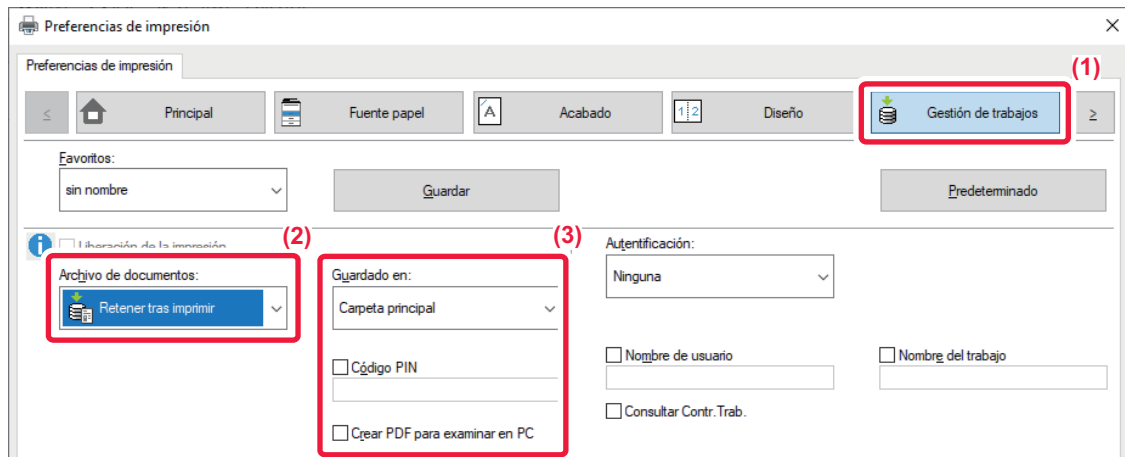 Preferencias de impresión
Preferencias de impresión
(1)
< Principal Fuente papel A Acabado 1 2 Diseño Gestión de trabajos >
Favoritos:
sin nombre Guardar Predeterminado
(2) (3)
Liberación de la impresión Autentificación:
Archivo de documentos: Guardado en: Ninguna
Retener tras imprimir Carpeta principal
Código PIN Nombre de usuario Nombre del trabajo
Consultar Contr.Trab.
Crear PDF para examinar en PC